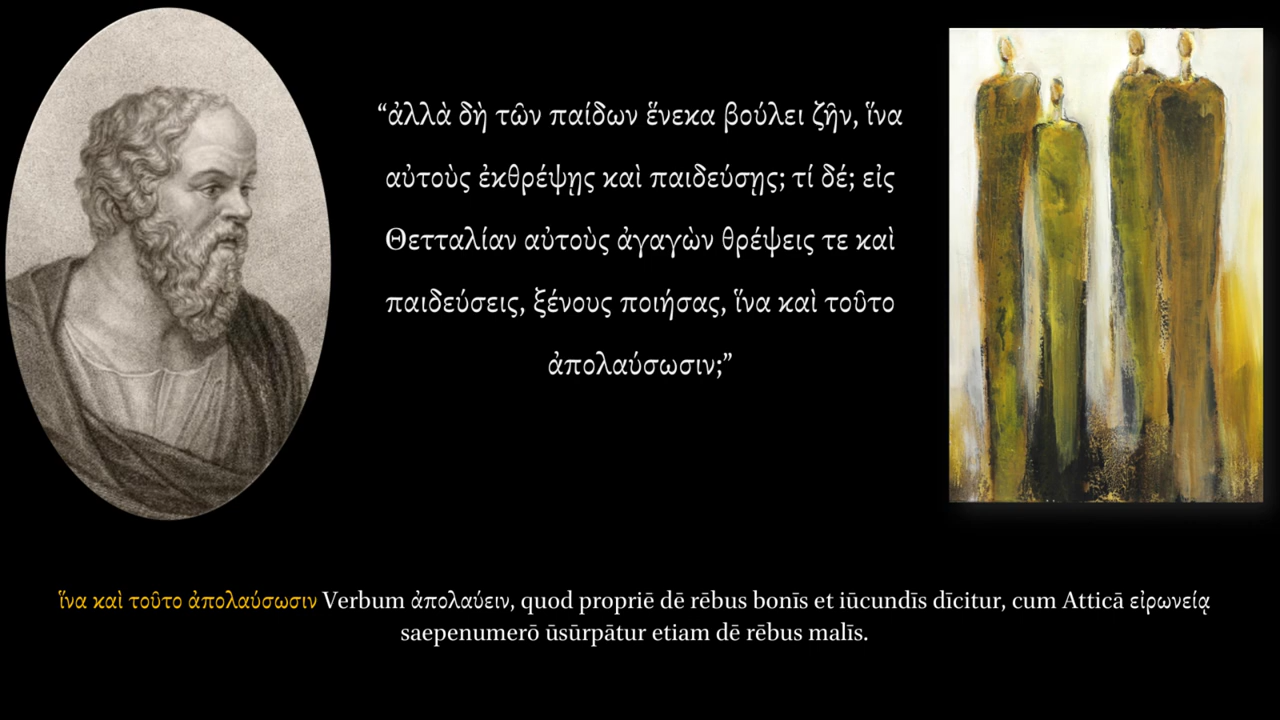 “ἀλλὰ δὴ τῶν παίδων ἕνεκα βούλει ζῆν, ἵνα
αὐτοὺς ἐκθρέψῃς καὶ παιδεύσῃς; τί δέ; εἰς
Θετταλίαν αὐτοὺς ἀγαγὼν θρέψεις τε καὶ
παιδεύσεις, ξένους ποιήσας, ἵνα καὶ τοῦτο
ἀπολαύσωσιν;”
ἵνα καὶ τοῦτο ἀπολαύσωσιν Verbum ἀπολαύειν, quod propriē dē rēbus bonīs et iūcundīs dīcitur, cum Atticā εἰρωνείᾳ
saepenumerō ūsūrpātur etiam dē rēbus malīs.